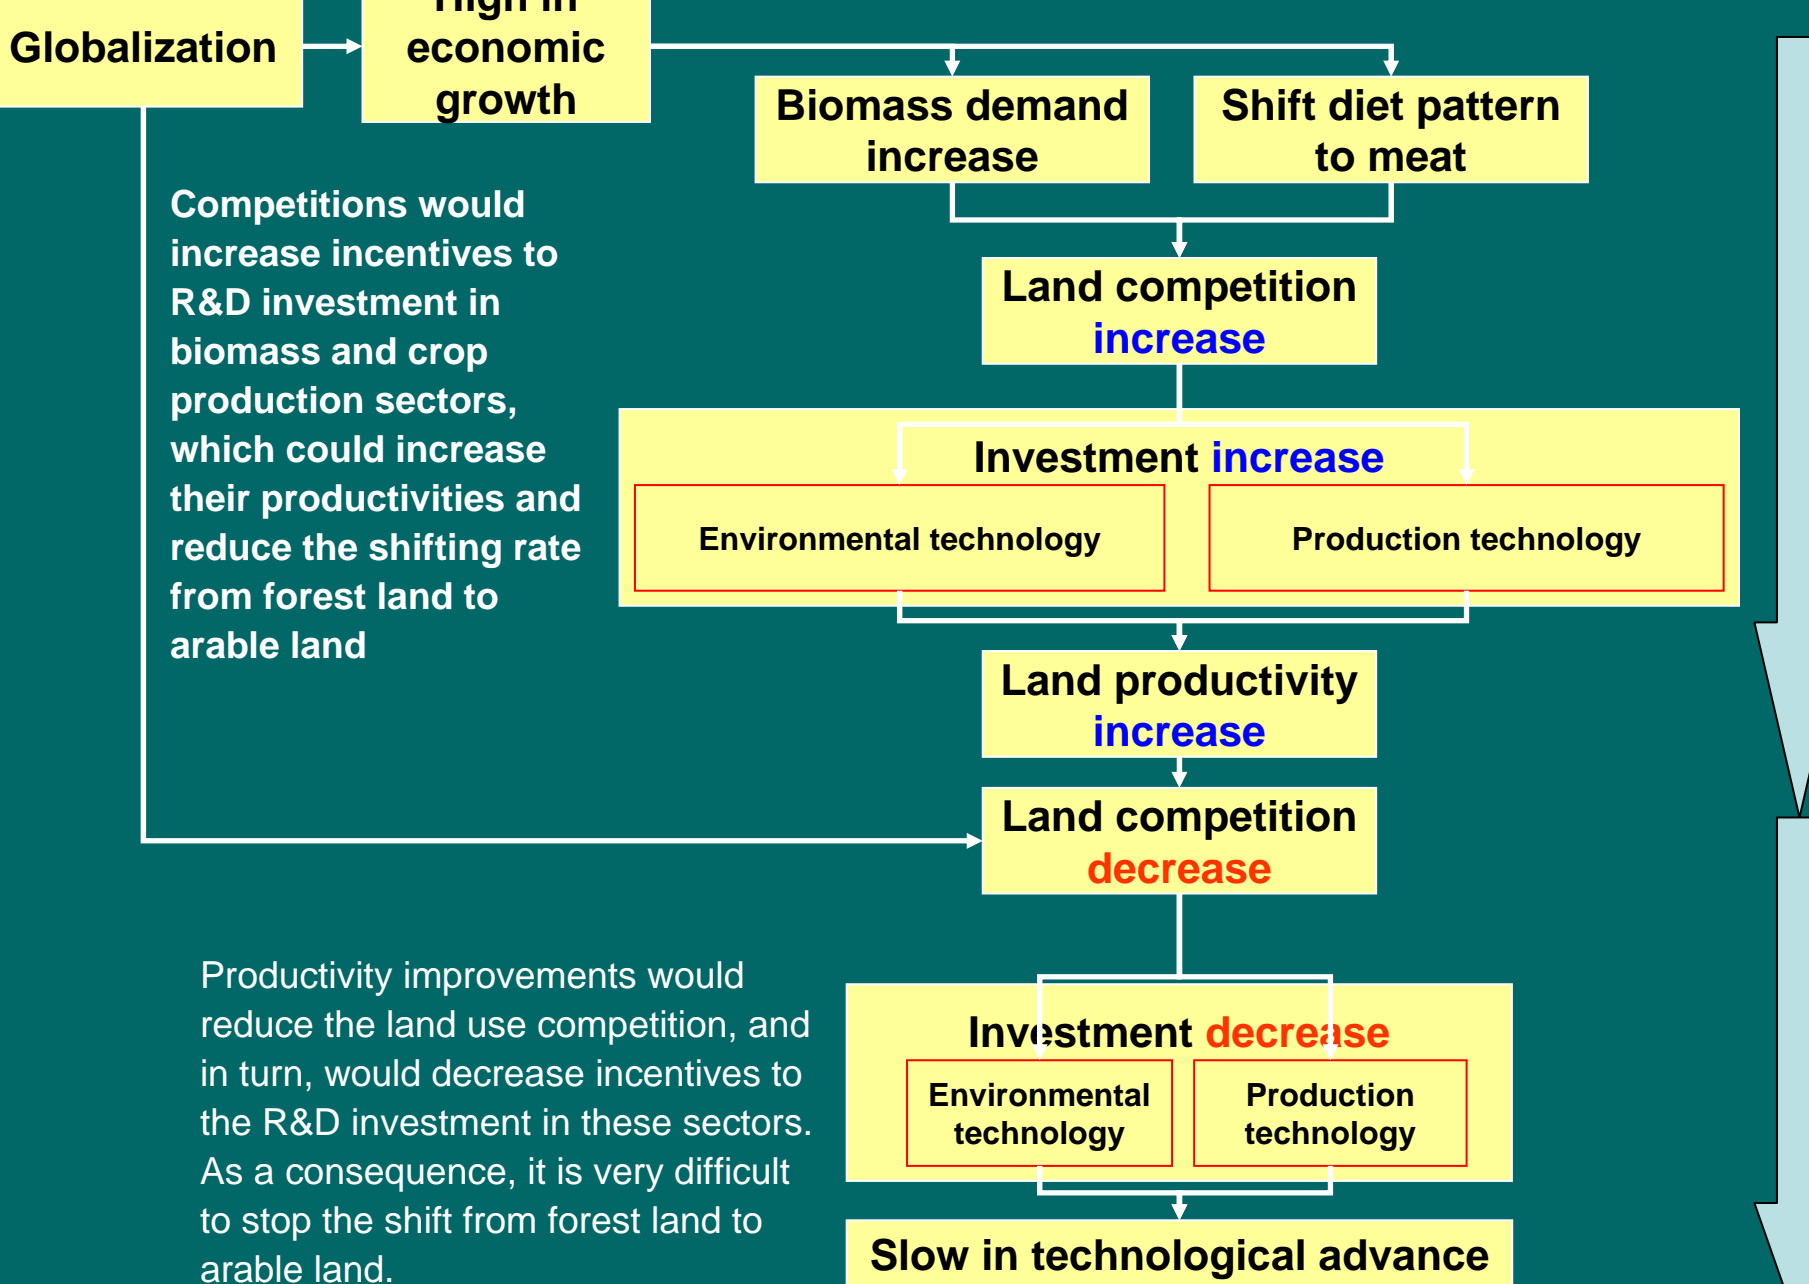 Globalization
High in
economic
growth
Biomass demand
increase
Shift diet pattern
to meat
Competitions would
increase incentives to
R&D investment in
biomass and crop
production sectors,
which could increase
their productivities and
reduce the shifting rate
from forest land to
arable land
Land competition
increase
Investment increase
Environmental technology
Production technology
Land productivity
increase
Land competition
decrease
Productivity improvements would
reduce the land use competition, and
in turn, would decrease incentives to
the R&D investment in these sectors.
As a consequence, it is very difficult
to stop the shift from forest land to
arable land.
Investment decrease
Environmental
technology
Production
technology
Slow in technological advance